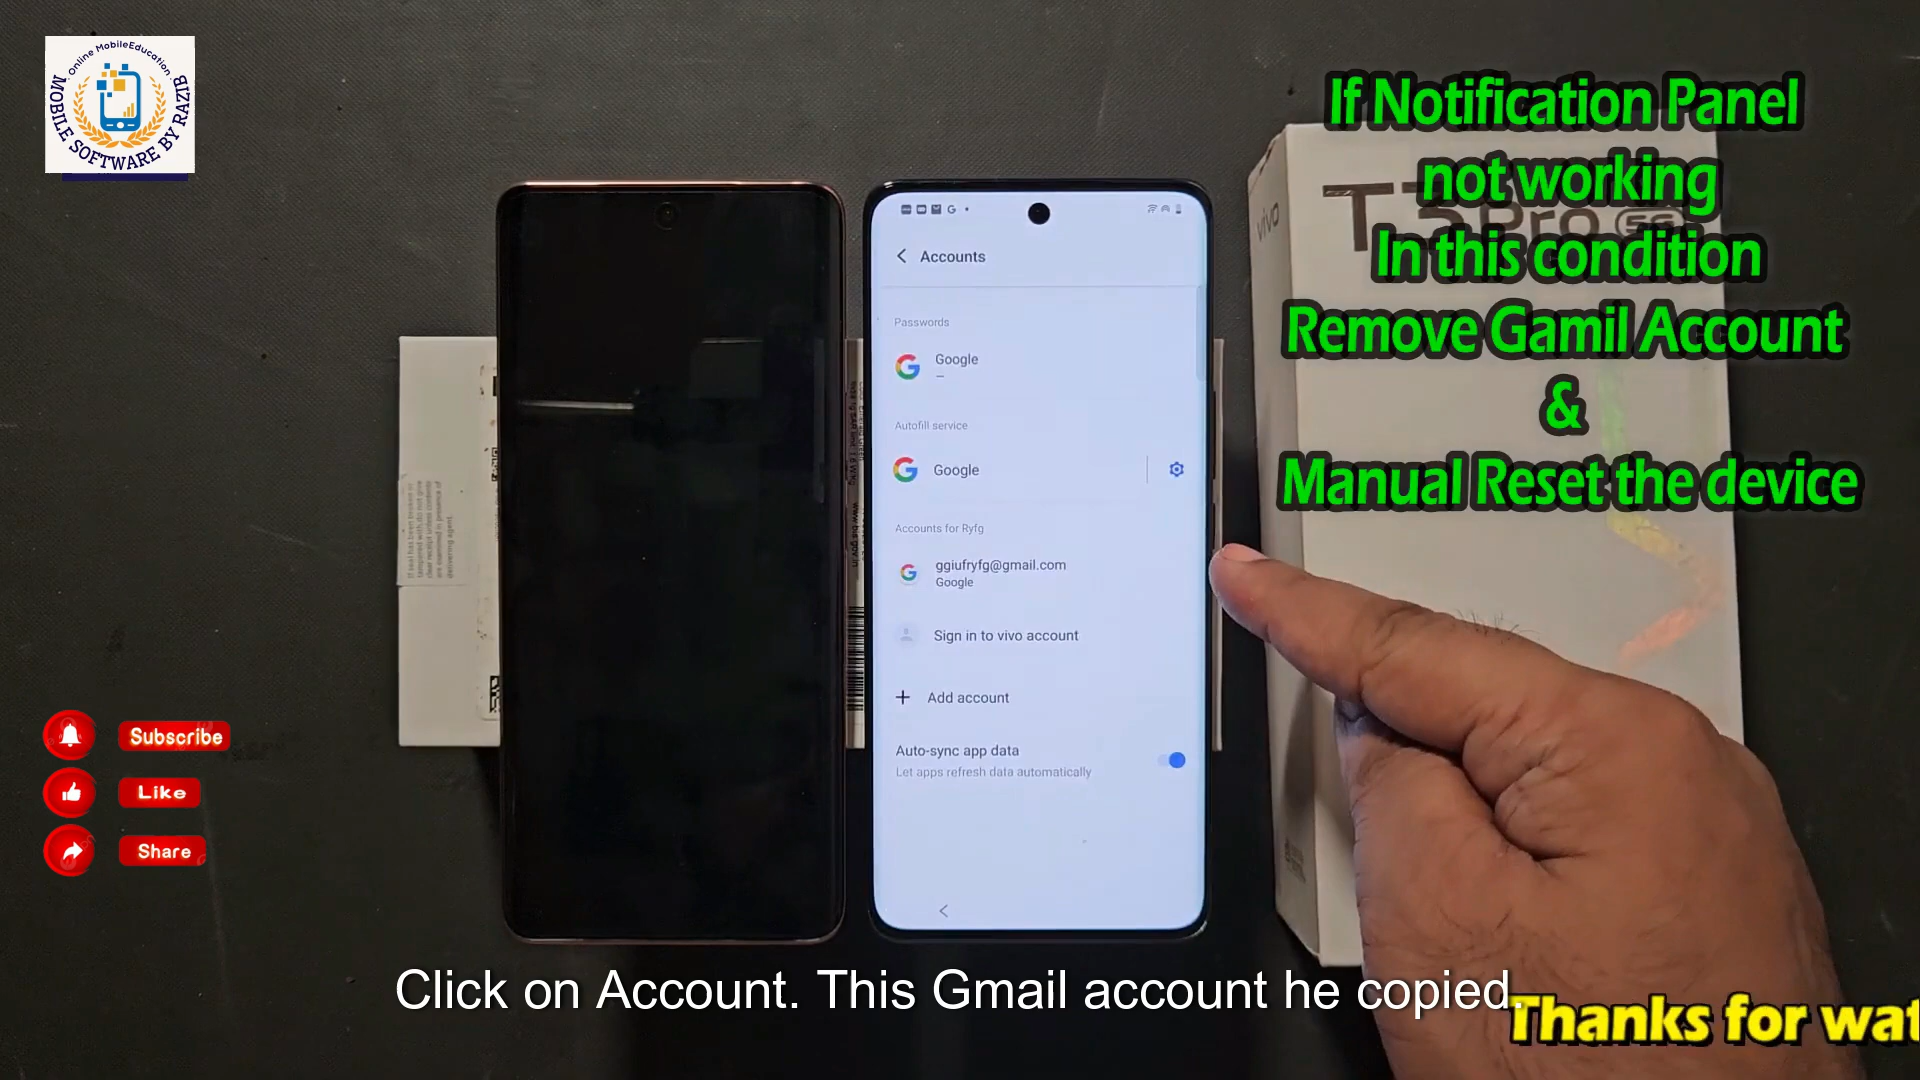 Online MobileEducation
MOBILE SOFTWARE BY RAZIB
If Notification Panel
not working
In this condition
Remove Gamil Account
&
Manual Reset the device
vivo
T3 Pro 5G
Accounts
Passwords
Google
Autofill service
Google
Accounts for Ryfg
ggiufryfg@gmail.com
Google
Sign in to vivo account
+ Add account
Auto-sync app data
Let apps refresh data automatically
Subscribe
Like
Share
Click on Account. This Gmail account he copied.
Thanks for wat